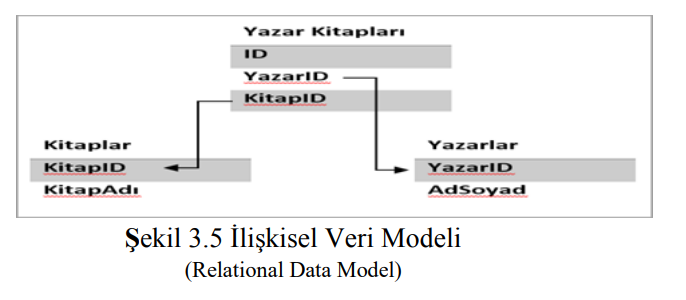 Yazar Kitapları
ID
YazarID
KitapID
Kitaplar
KitapID
KitapAdı
Yazarlar
YazarID
AdSoyad
Şekil 3.5 İlişkisel Veri Modeli
(Relational Data Model)